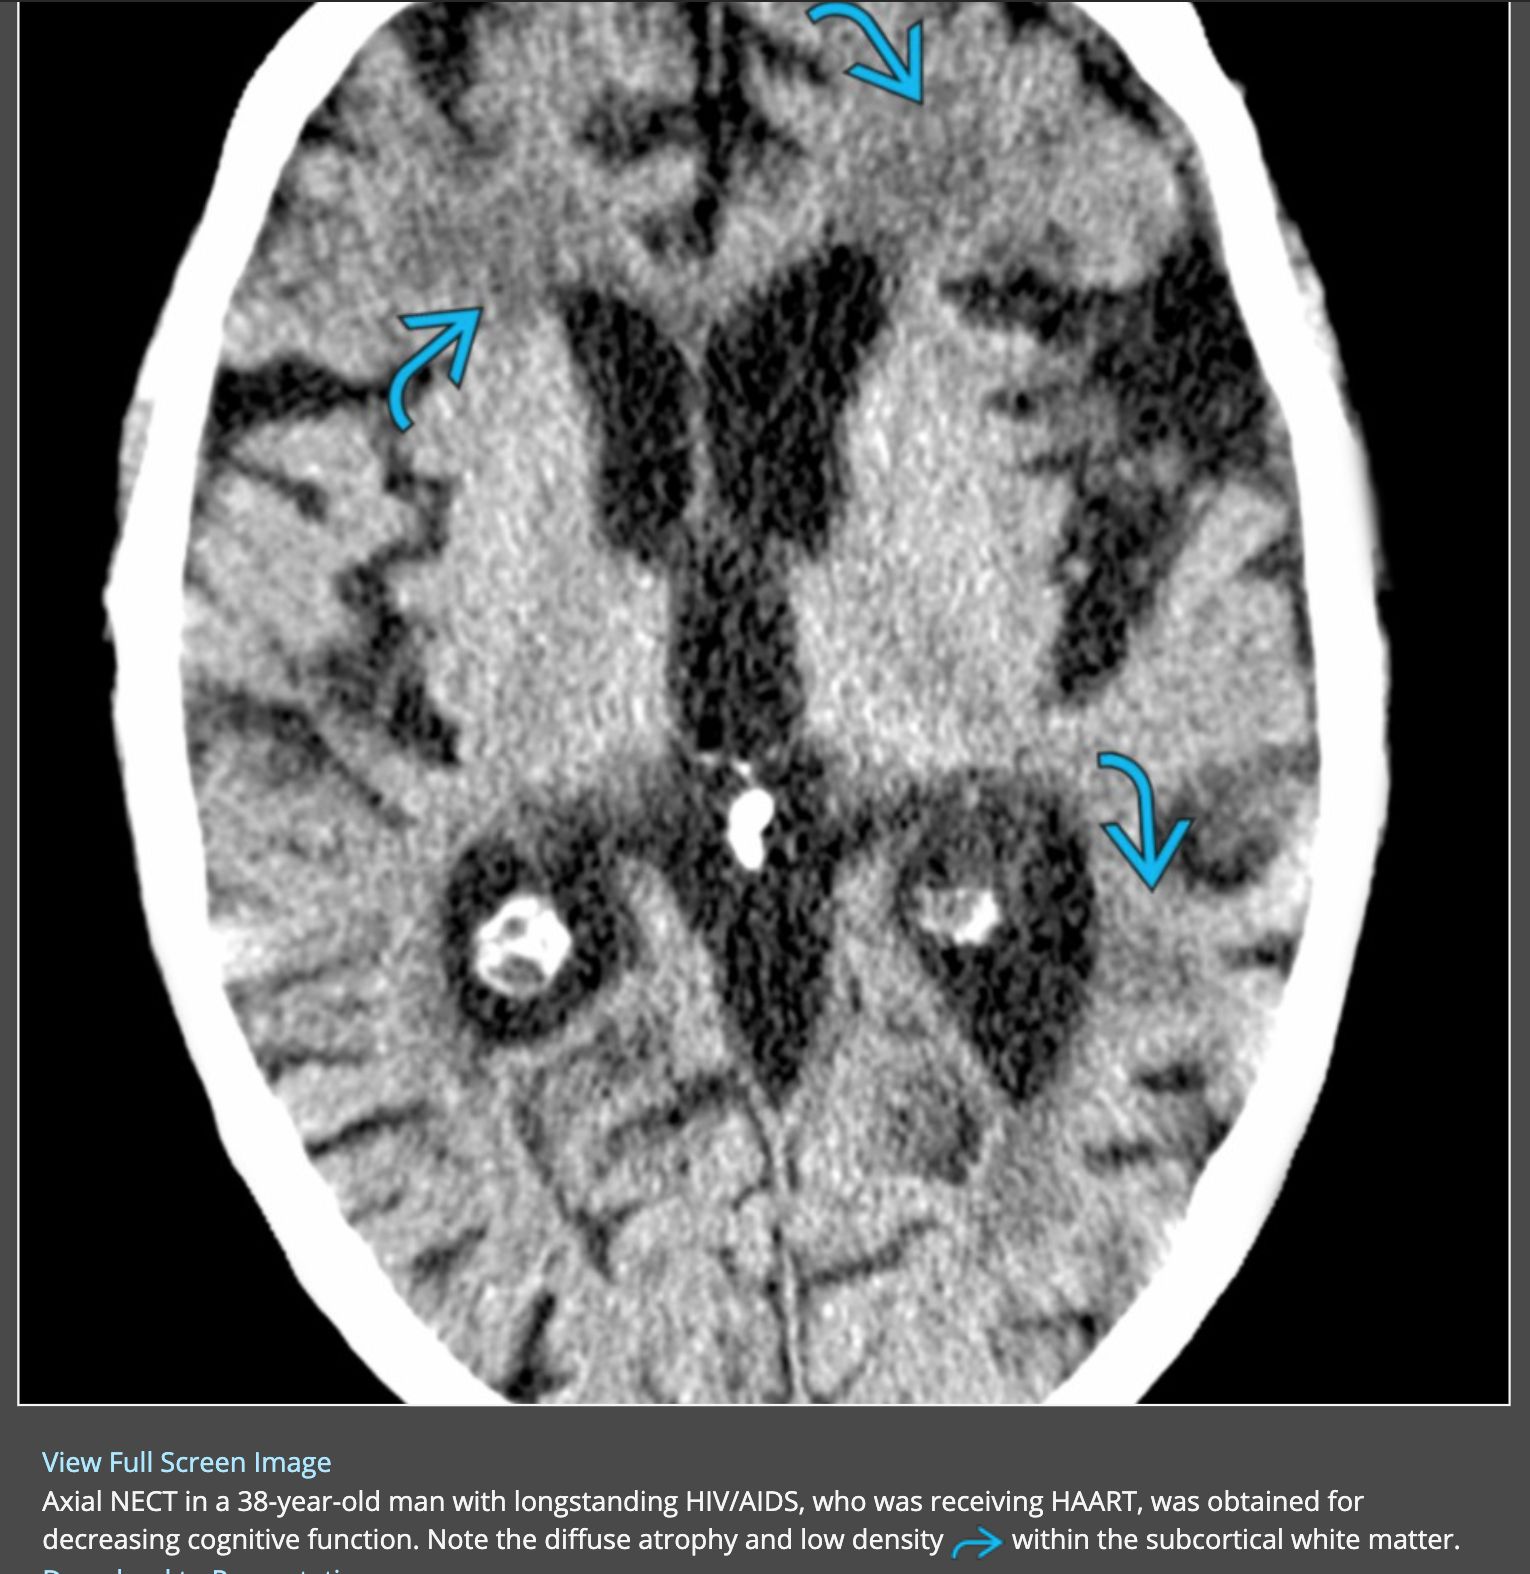 View Full Screen Image
Axial NECT in a 38-year-old man with longstanding HIV/AIDS, who was receiving HAART, was obtained for
decreasing cognitive function. Note the diffuse atrophy and low density within the subcortical white matter.